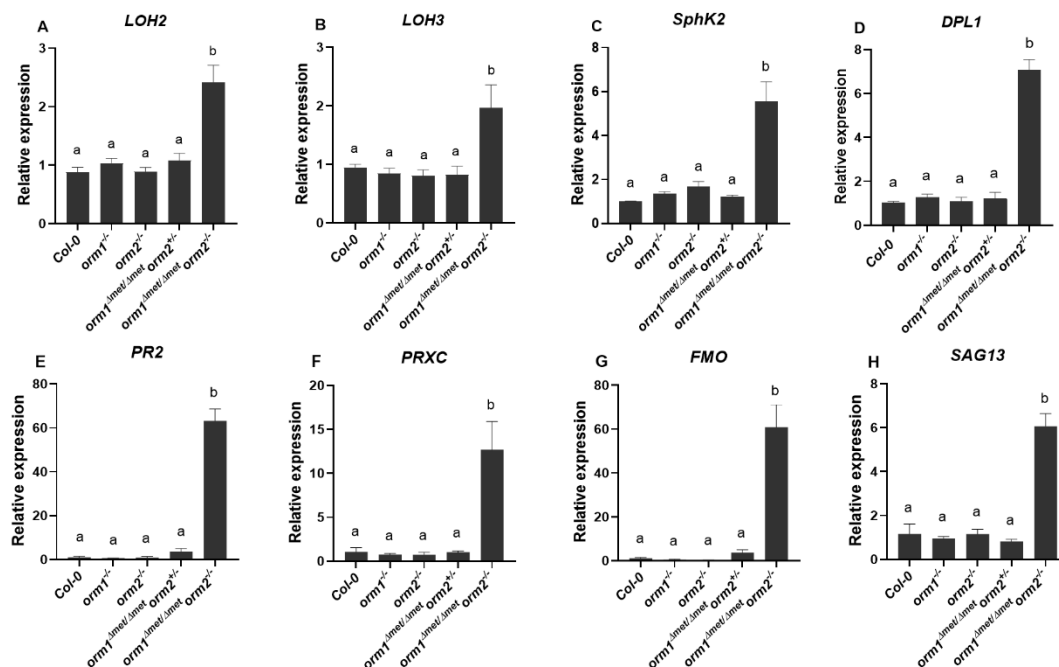 A LOH2
Relative expression
3
2
1
0
a a a a b
Col-0
orm1-/-
orm2-/-
orm1Δmet/Δmet orm2+/-
orm1Δmet/Δmet orm2-/-
B LOH3
Relative expression
3
2
1
0
a a a a b
Col-0
orm1-/-
orm2-/-
orm1Δmet/Δmet orm2+/-
orm1Δmet/Δmet orm2-/-
C SphK2
Relative expression
8
6
4
2
0
a a a a b
Col-0
orm1-/-
orm2-/-
orm1Δmet/Δmet orm2+/-
orm1Δmet/Δmet orm2-/-
D DPL1
Relative expression
8
6
4
2
0
a a a a b
Col-0
orm1-/-
orm2-/-
orm1Δmet/Δmet orm2+/-
orm1Δmet/Δmet orm2-/-
E PR2
Relative expression
80
60
40
20
0
a a a a b
Col-0
orm1-/-
orm2-/-
orm1Δmet/Δmet orm2+/-
orm1Δmet/Δmet orm2-/-
F PRXC
Relative expression
20
15
10
5
0
a a a a b
Col-0
orm1-/-
orm2-/-
orm1Δmet/Δmet orm2+/-
orm1Δmet/Δmet orm2-/-
G FMO
Relative expression
80
60
40
20
0
a a a a b
Col-0
orm1-/-
orm2-/-
orm1Δmet/Δmet orm2+/-
orm1Δmet/Δmet orm2-/-
H SAG13
Relative expression
8
6
4
2
0
a a a a b
Col-0
orm1-/-
orm2-/-
orm1Δmet/Δmet orm2+/-
orm1Δmet/Δmet orm2-/-